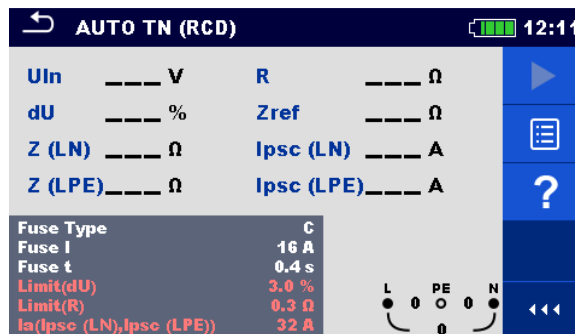 AUTO TN (RCD) 12:11
Uln ___ V R ___ Ω
dU ___ % Zref ___ Ω
Z (LN) ___ Ω Ipsc (LN) ___ A
Z (LPE)___ Ω Ipsc (LPE)___ A
?
Fuse Type C
Fuse I 16 A
Fuse t 0.4 s
Limit(dU) 3.0 %
Limit(R) 0.3 Ω
Ia(Ipsc (LN),Ipsc (LPE)) 32 A
L PE N
0 0
0